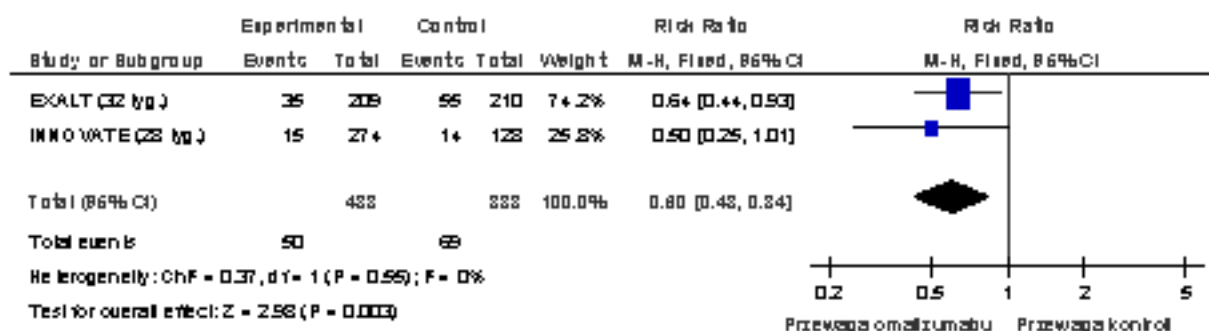 Experimental Control Risk Ratio Risk Ratio
Study or Subgroup Events Total Events Total Weight M-H, Fixed, 95% CI M-H, Fixed, 95% CI
EXALT (32 tyg.) 35 209 55 210 74.2% 0.64 [0.44, 0.93]
INNOVATE (28 tyg.) 15 274 14 128 25.8% 0.50 [0.25, 1.01]
Total (95% CI) 483 338 100.0% 0.60 [0.43, 0.84]
Total events 50 69
Heterogeneity: Chi² = 0.37, df = 1 (P = 0.55); I² = 0%
Test for overall effect: Z = 2.98 (P = 0.003)
0.2 0.5 1 2 5
Przewaga omalizumabu Przewaga kontroli